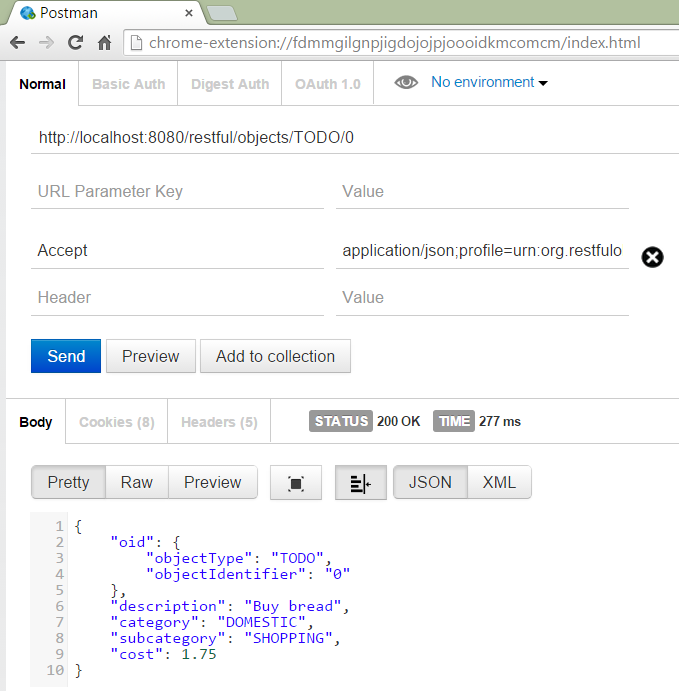 Postman
chrome-extension://fdmmgilgnpjigdojojpjoooidkmcomcm/index.html
Normal Basic Auth Digest Auth OAuth 1.0 No environment
http://localhost:8080/restful/objects/TODO/0
URL Parameter Key Value
Accept application/json;profile=urn:org.restfulo
Header Value
Send Preview Add to collection
Body Cookies (8) Headers (5) STATUS 200 OK TIME 277 ms
Pretty Raw Preview JSON XML
1 {
2 "oid": {
3 "objectType": "TODO",
4 "objectIdentifier": "0"
5 },
6 "description": "Buy bread",
7 "category": "DOMESTIC",
8 "subcategory": "SHOPPING",
9 "cost": 1.75
10 }